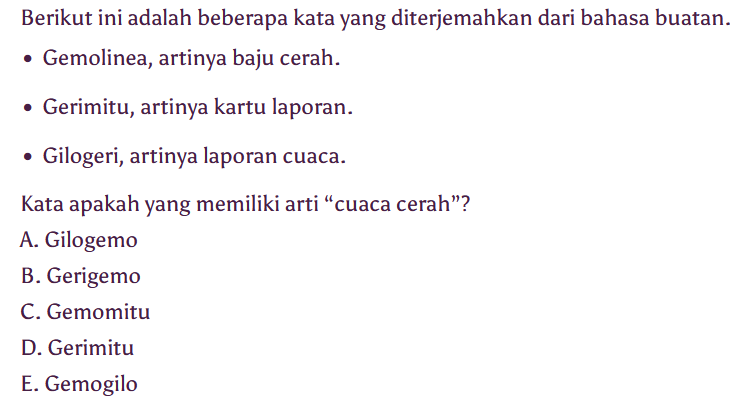 Berikut ini adalah beberapa kata yang diterjemahkan dari bahasa buatan.
• Gemolinea, artinya baju cerah.
• Gerimitu, artinya kartu laporan.
• Gilogeri, artinya laporan cuaca.
Kata apakah yang memiliki arti “cuaca cerah”?
A. Gilogemo
B. Gerigemo
C. Gemomitu
D. Gerimitu
E. Gemogilo